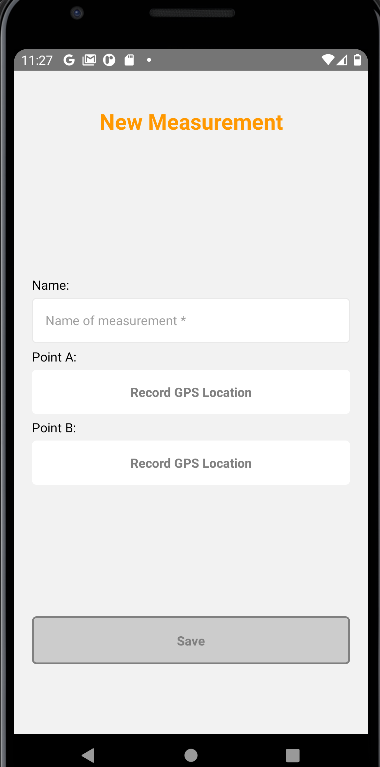 11:27
New Measurement
Name:
Name of measurement *
Point A:
Record GPS Location
Point B:
Record GPS Location
Save